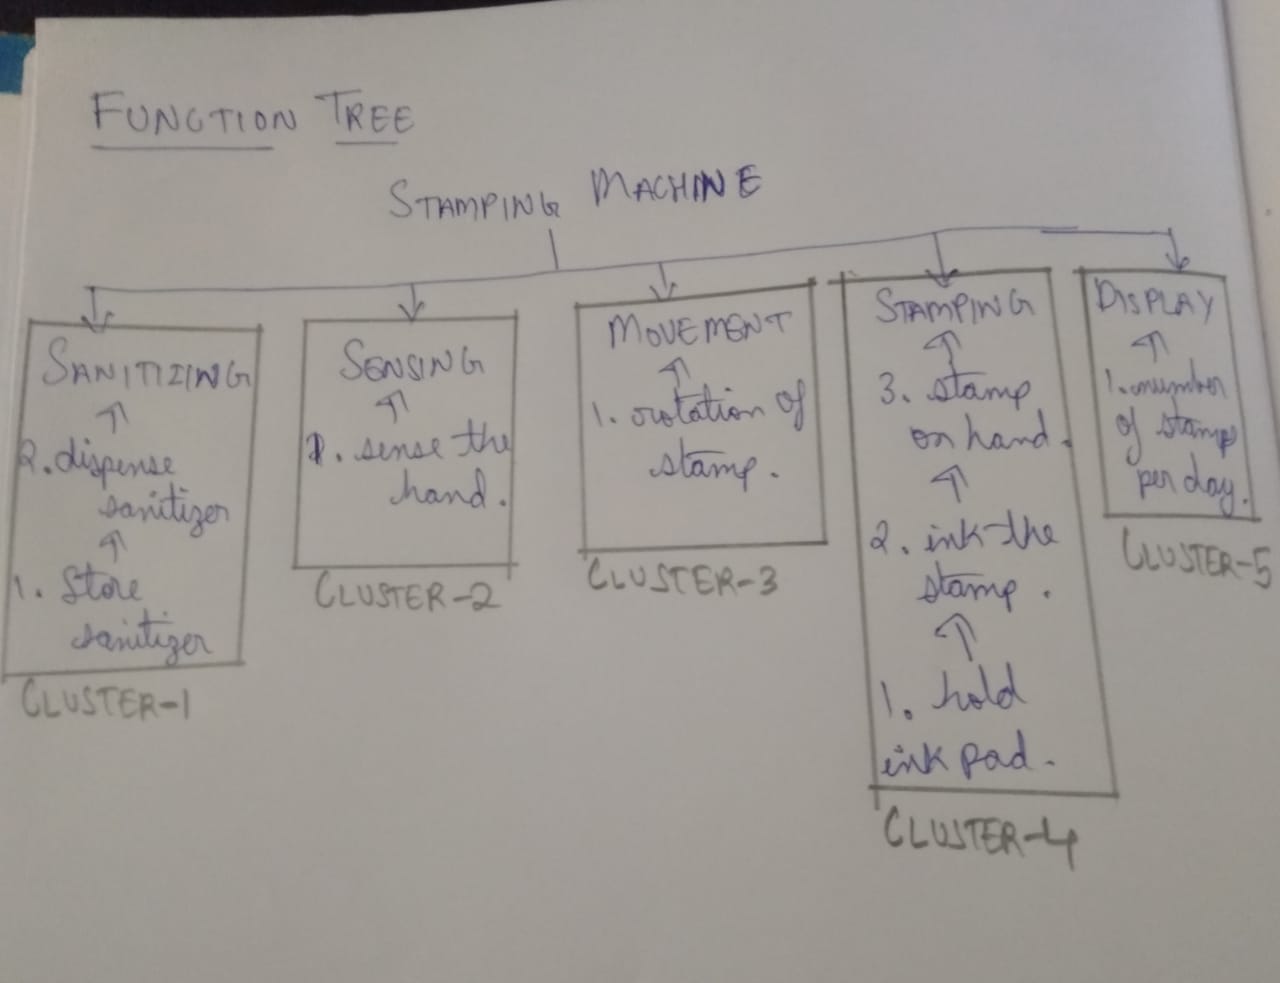 FUNCTION TREE
STAMPING MACHINE
SANITIZING
2. dispense
sanitizer
1. Store
sanitizer
CLUSTER-1
SENSING
1. sense the
hand.
CLUSTER-2
MOVEMENT
1. rotation of
stamp.
CLUSTER-3
STAMPING
3. stamp
on hand.
2. ink the
stamp.
1. hold
ink pad.
CLUSTER-4
DISPLAY
1. number
of stamps
per day.
CLUSTER-5